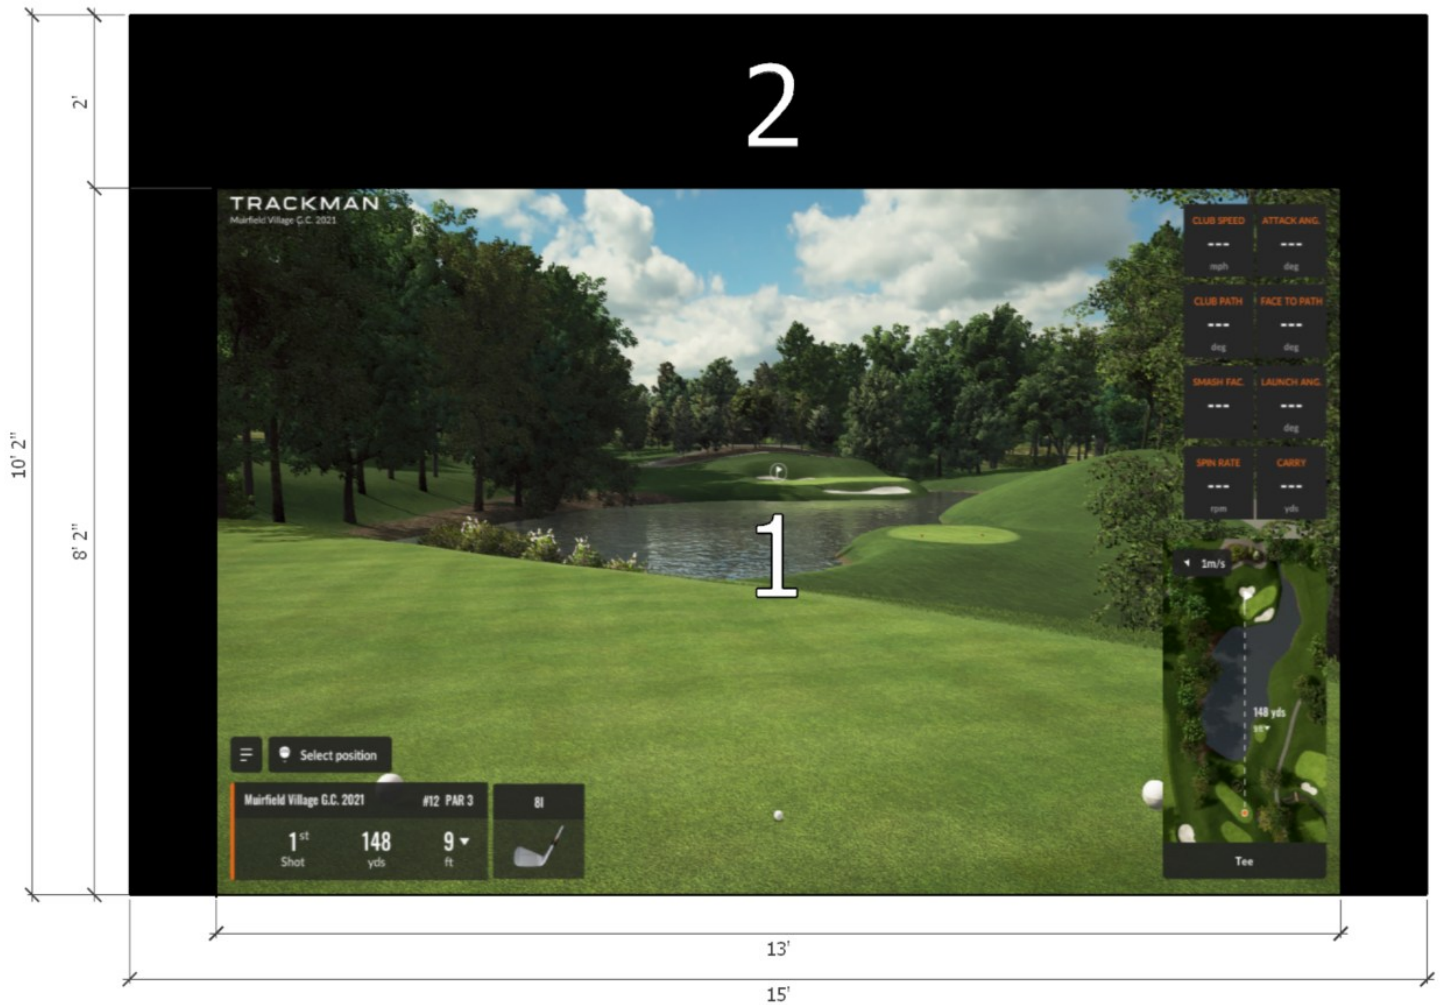 2
2'
10' 2"
8' 2"
TRACKMAN
Muirfield Village G.C. 2021
CLUB SPEED
---
mph
ATTACK ANG.
---
deg
CLUB PATH
---
deg
FACE TO PATH
---
deg
SMASH FAC.
---
LAUNCH ANG.
---
deg
SPIN RATE
---
rpm
CARRY
---
yds
1
1m/s
148 yds
Select position
Muirfield Village G.C. 2021 #12 PAR 3
1st 148 9
Shot yds ft
8I
Tee
13'
15'